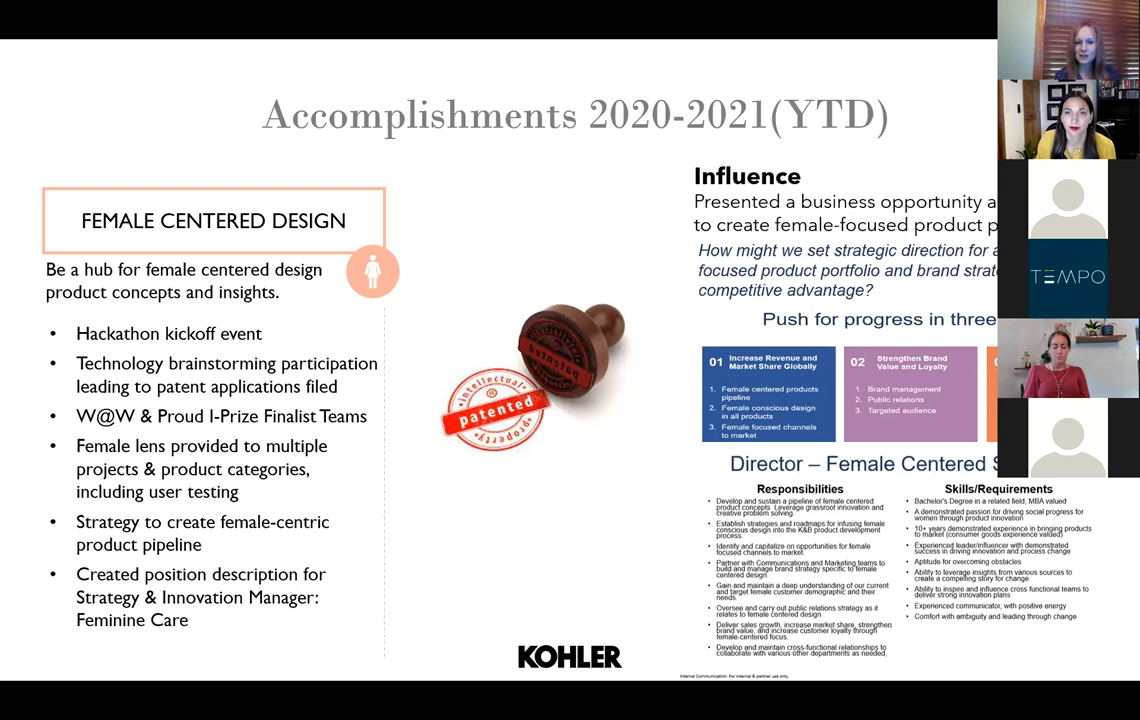 Accomplishments 2020-2021(YTD)
FEMALE CENTERED DESIGN
Be a hub for female centered design
product concepts and insights.
• Hackathon kickoff event
• Technology brainstorming participation
leading to patent applications filed
• W@W & Proud I-Prize Finalist Teams
• Female lens provided to multiple
projects & product categories,
including user testing
• Strategy to create female-centric
product pipeline
• Created position description for
Strategy & Innovation Manager:
Feminine Care
intellectual
patented
property
patented
KOHLER
Influence
Presented a business opportunity a
to create female-focused product p
How might we set strategic direction for a
focused product portfolio and brand strat
competitive advantage?
Push for progress in three
01 Increase Revenue and
Market Share Globally
1. Female centered products
pipeline
2. Female conscious design
in all products
3. Female focused channels
to market
02 Strengthen Brand
Value and Loyalty
1. Brand management
2. Public relations
3. Targeted audience
Director – Female Centered S
Responsibilities
• Develop and sustain a pipeline of female centered
product concepts. Leverage grassroot innovation and
creative problem solving.
• Establish strategies and roadmaps for infusing female
conscious design into the K&B product development
process.
• Identify and capitalize on opportunities for female
focused channels to market.
• Partner with Communications and Marketing teams to
build and manage brand strategy specific to female
centered design
• Gain and maintain a deep understanding of our current
and target female customer demographic and their
needs.
• Oversee and carry out public relations strategy as it
relates to female centered design.
• Deliver sales growth, increase market share, strengthen
brand value, and increase customer loyalty through
female-centered focus.
• Develop and maintain cross-functional relationships to
collaborate with various other departments as needed.
Skills/Requirements
• Bachelor's Degree in a related field, MBA valued
• A demonstrated passion for driving social progress for
women through product innovation
• 10+ years demonstrated experience in bringing products
to market (consumer goods experience valued)
• Experienced leader/influencer with demonstrated
success in driving innovation and process change
• Aptitude for overcoming obstacles
• Ability to leverage insights from various sources to
create a compelling story for change
• Ability to inspire and influence cross functional teams to
deliver strong innovation plans
• Experienced communicator, with positive energy
• Comfort with ambiguity and leading through change
Internal Communication: For internal & partner use only.
TEMPO